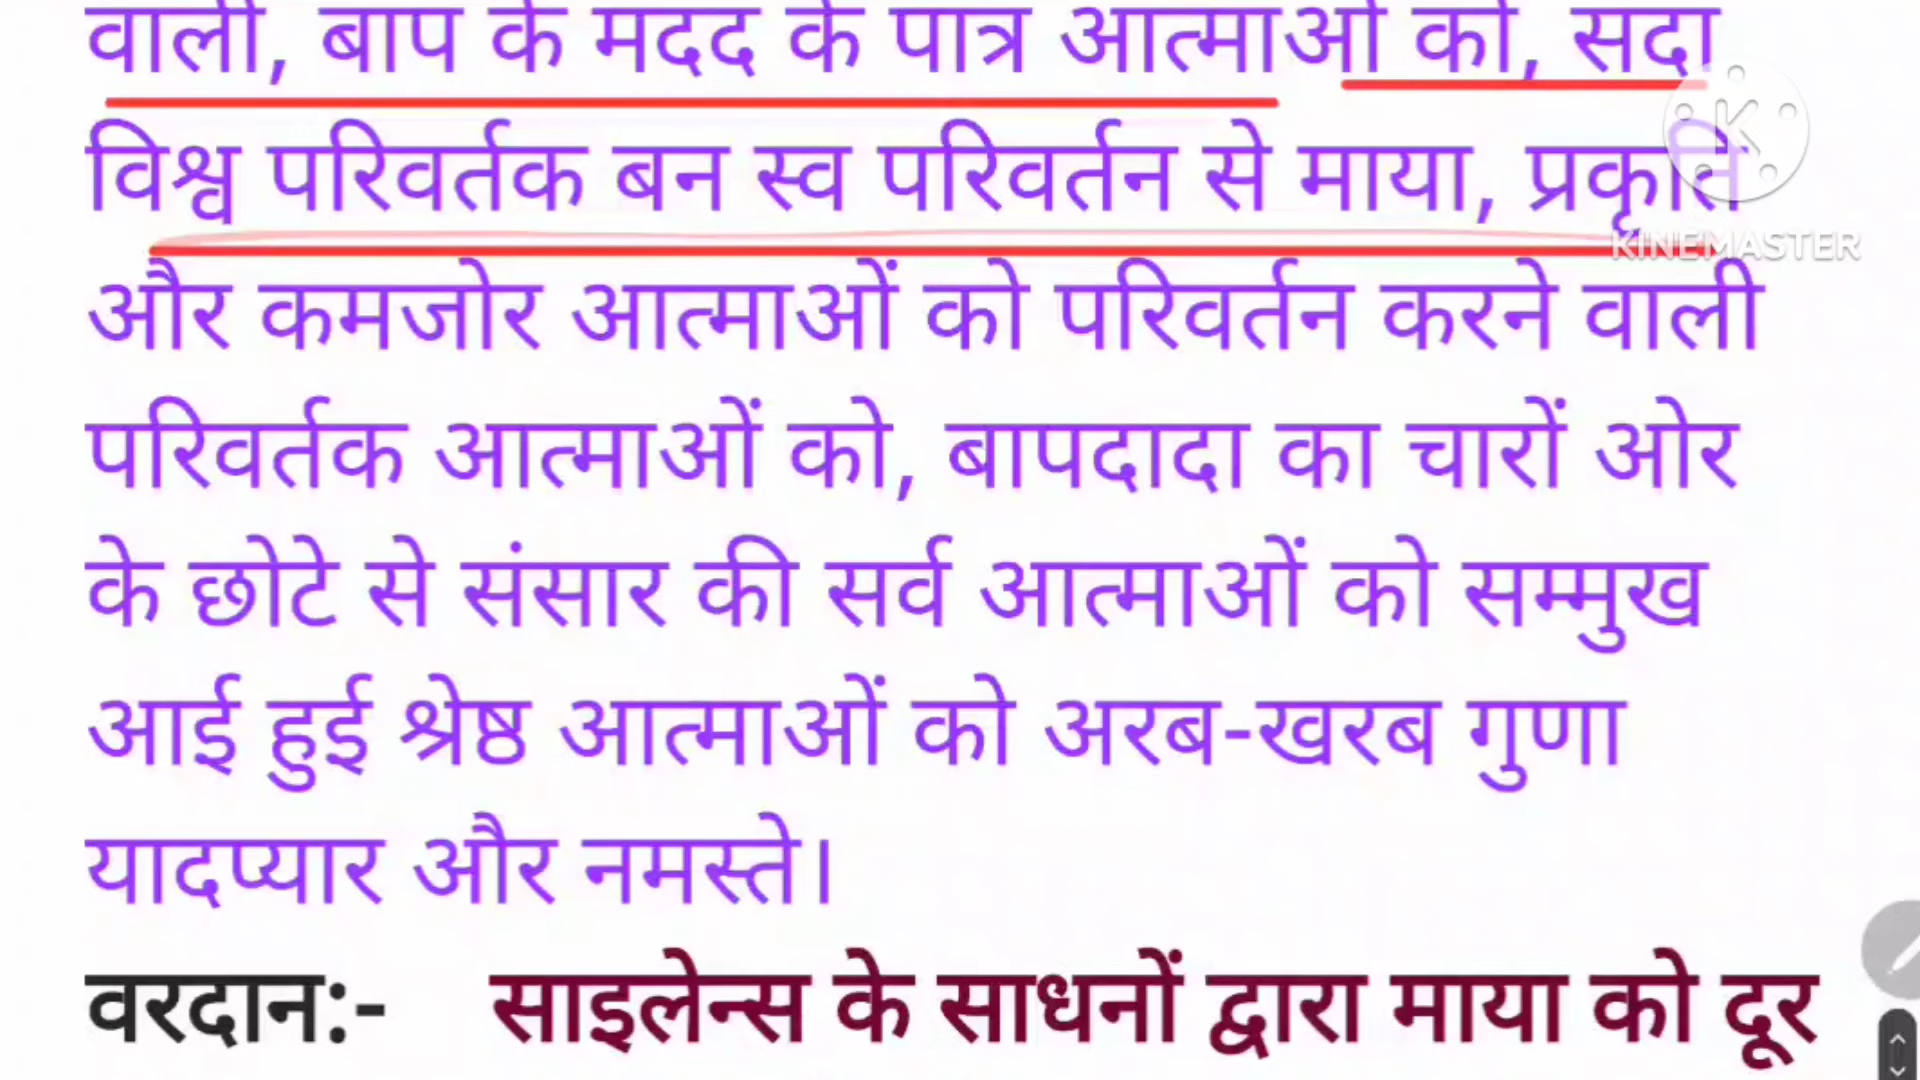 वाली, बाप के मदद के पात्र आत्माओं को, सदा
विश्व परिवर्तक बन स्व परिवर्तन से माया, प्रकृति
KINEMASTER
और कमजोर आत्माओं को परिवर्तन करने वाली
परिवर्तक आत्माओं को, बापदादा का चारों ओर
के छोटे से संसार की सर्व आत्माओं को सम्मुख
आई हुई श्रेष्ठ आत्माओं को अरब-खरब गुणा
यादप्यार और नमस्ते।
वरदान:- साइलेन्स के साधनों द्वारा माया को दूर